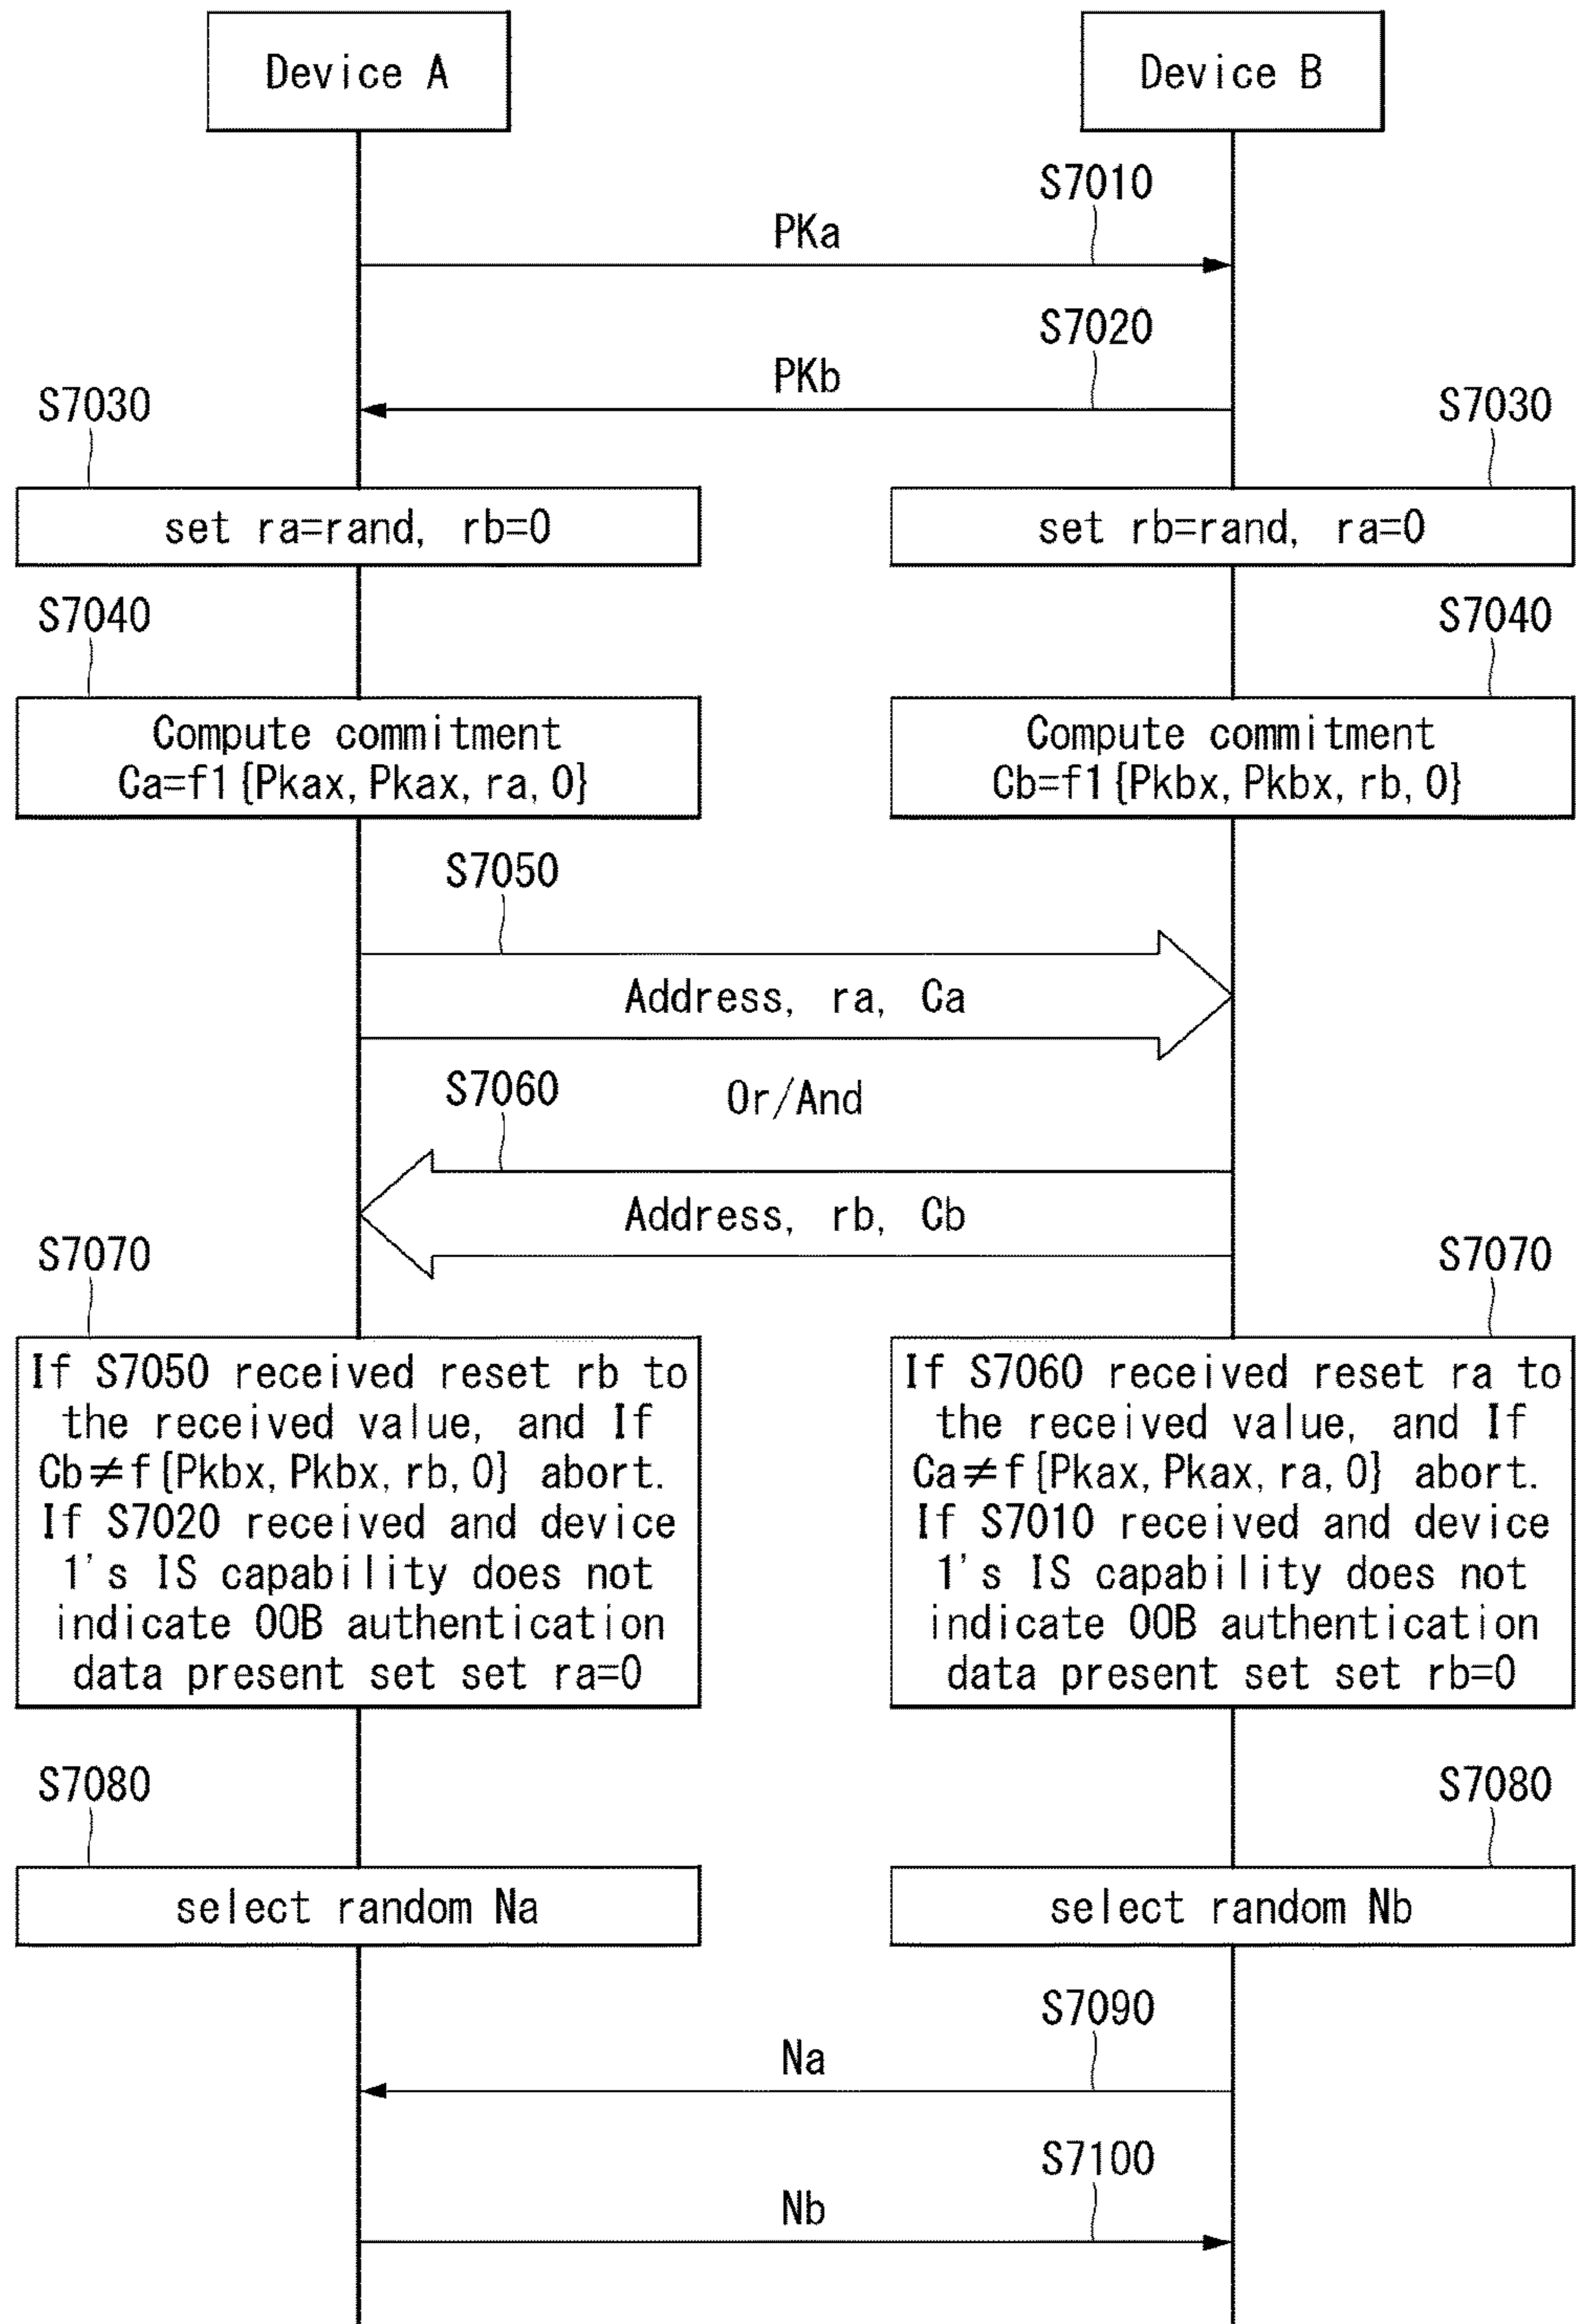 Device A
Device B
S7010
PKa
S7020
PKb
S7030
S7030
set ra=rand, rb=0
set rb=rand, ra=0
S7040
S7040
Compute commitment
Ca=f1{Pkax, Pkax, ra, 0}
Compute commitment
Cb=f1{Pkbx, Pkbx, rb, 0}
S7050
Address, ra, Ca
S7060
Or/And
Address, rb, Cb
S7070
S7070
If S7050 received reset rb to
the received value, and If
Cb≠f{Pkbx, Pkbx, rb, 0} abort.
If S7020 received and device
1's IS capability does not
indicate OOB authentication
data present set set ra=0
If S7060 received reset ra to
the received value, and If
Ca≠f{Pkax, Pkax, ra, 0} abort.
If S7010 received and device
1's IS capability does not
indicate OOB authentication
data present set set rb=0
S7080
S7080
select random Na
select random Nb
S7090
Na
S7100
Nb